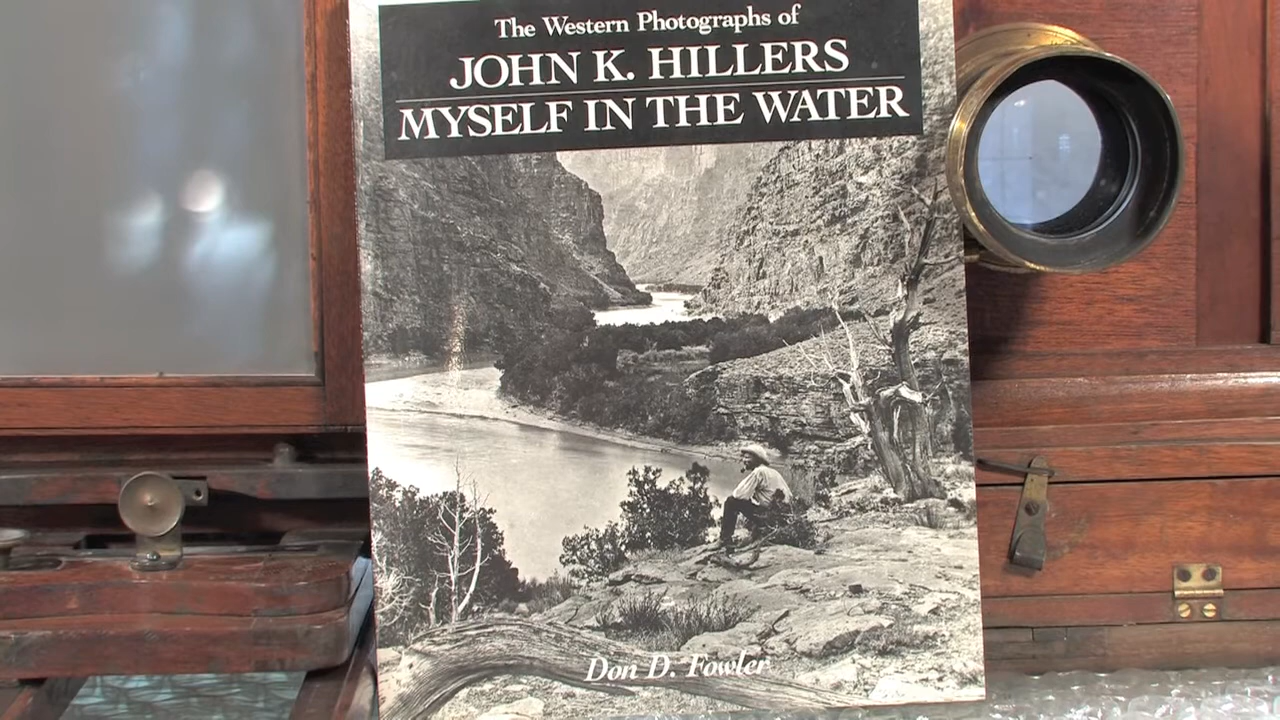 The Western Photographs of
JOHN K. HILLERS
MYSELF IN THE WATER
Don D. Fowler